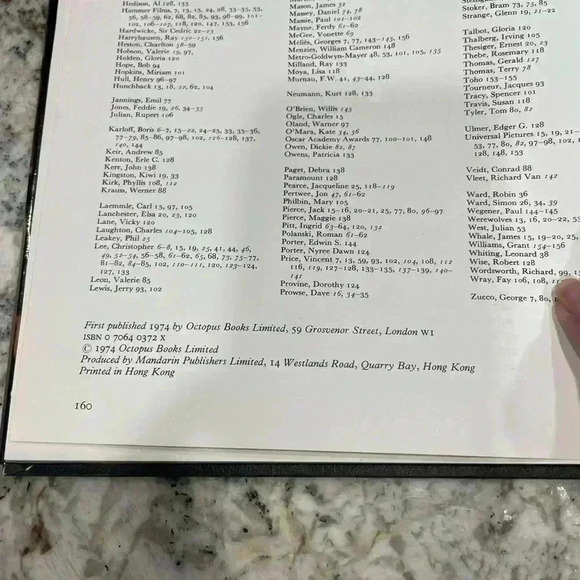 Hedison, Al 128, 133
Hammer Films, 7, 15, 13, 24, 28, 33-35, 53,
56, 58-59, 62, 68, 82, 85, 93, 98-99, 101-
102, 106-107, 118, 120, 147, 153, 156
Hardwicke, Sir Cedric 22-23
Harryhausen, Ray 150-151, 156
Heston, Charlton 58-59
Hobson, Valerie 19, 97,
Holden, Gloria 120
Hope, Bob 94
Hopkins, Miriam 101
Hull, Henry 96-97
Hunchback 13, 18, 22, 62, 104
Jannings, Emil 77
Jones, Feddie 19, 26, 34-35
Julian, Rupert 106
Karloff, Boris 6-7, 15-22, 24-25, 33, 35-36,
77-79, 85-86, 97-98, 102, 126-128, 137,
140, 144
Keir, Andrew 85
Kenton, Erle C. 128
Kerr, John 138
Kingston, Kiwi 19, 33
Kirk, Phyllis 108, 112
Krauss, Werner 88
Laemmle, Carl 15, 97, 105
Lanchester, Elsa 20, 23, 120
Lane, Vicky 120
Laughton, Charles 104-105, 128
Leakey, Phil 25
Lee, Christopher 6-8, 15, 19, 25, 41, 44, 46,
49, 52-54, 56-58, 61-62, 65, 68, 73, 75-77,
81-82, 84-85, 102, 110-111, 120, 123-124,
127, 133
Leon, Valerie 85
Lewis, Jerry 93, 102
Mason, James 32
Massey, Daniel 74, 78
Massie, Paul 101-102
Mayne, Ferdy 61-62
McGee, Vonette 69
Méliès, Georges 7, 77, 143-145, 156
Menzies, William Cameron 148
Metro-Goldwyn-Mayer 48, 53, 101, 105, 135
Milland, Ray 133
Moya, Lisa 118
Murnau, F.W. 41, 43-44, 128
Neumann, Kurt 128, 133
O'Brien, Willis 145
Ogle, Charles 15
Oland, Warner 97
O'Mara, Kate 34, 36
Oscar Academy Awards 77, 100-101, 148
Owen, Dickie 82, 87
Owens, Patricia 133
Paget, Debra 138
Paramount 128
Pearce, Jacqueline 25, 118-119
Pertwee, Jon 47, 61-62
Philbin, Mary 105
Pierce, Jack 15-16, 20-21, 25, 77, 80, 96-97
Pierce, Maggie 138
Pitt, Ingrid 63-64, 120, 132
Polanski, Roman 61-62
Porter, Edwin S. 144
Porter, Nyree Dawn 124
Price, Vincent 7, 13, 59, 93, 102, 104, 108, 112
116, 119, 127-128, 133-135, 137-139, 140-
141
Provine, Dorothy 124
Prowse, Dave 16, 34-35
Stoker, Bram 73, 75, 85
Strange, Glenn 19, 21-22
Talbot, Gloria 120
Thalberg, Irving 105
Thesiger, Ernest 20, 23
Thebe, Rosemary 118
Thomas, Gerald 127
Thomas, Terry 78
Toho 153-155
Tourneur, Jacques 93
Tracy, Spencer 101
Travis, Susan 118
Tyler, Tom 80, 82
Ulmer, Edger G. 128
Universal Pictures 15, 19, 21-
53, 77, 80, 82, 97-98, 102,
128, 148, 153
Veidt, Conrad 88
Vleet, Richard Van 142
Ward, Robin 36
Ward, Simon 26, 34, 39
Wegener, Paul 144-145
Werewolves 13, 16, 20-22, 53
West, Julian 53
Whale, James 15, 19-20, 25,
Williams, Grant 154-156
Whiting, Leonard 38
Wise, Robert 128
Wordsworth, Richard, 99,
Wray, Fay 106, 108,
Zucco, George 7, 80,
First published 1974 by Octopus Books Limited, 59 Grosvenor Street, London W1
ISBN 0 7064 0372 X
© 1974 Octopus Books Limited
Produced by Mandarin Publishers Limited, 14 Westlands Road, Quarry Bay, Hong Kong
Printed in Hong Kong
160